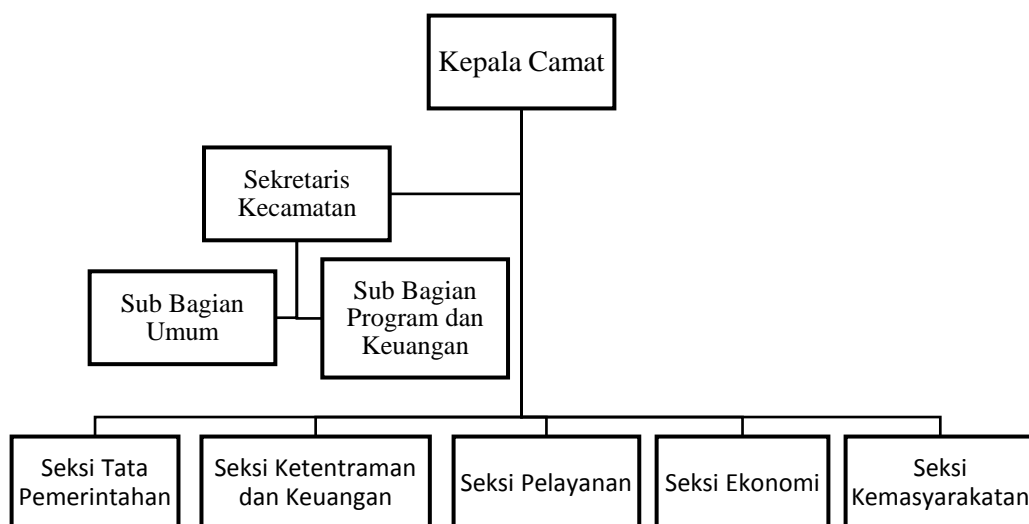 Kepala Camat
Sekretaris
Kecamatan
Sub Bagian
Umum
Sub Bagian
Program dan
Keuangan
Seksi Tata
Pemerintahan
Seksi Ketentraman
dan Keuangan
Seksi Pelayanan
Seksi Ekonomi
Seksi
Kemasyarakatan